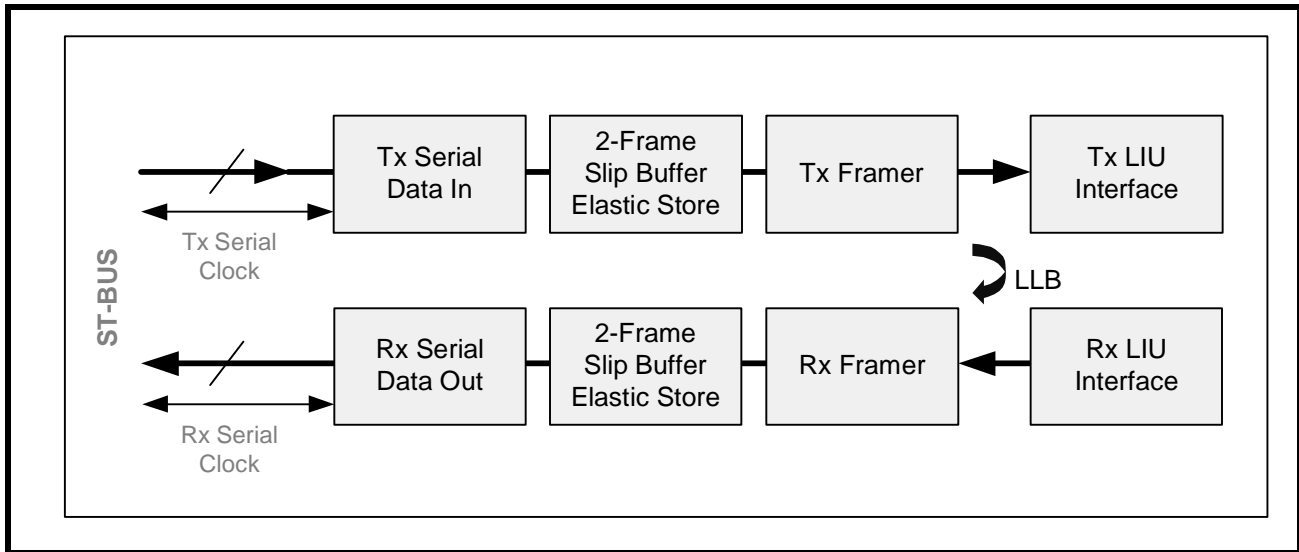 Tx Serial
Data In
2-Frame
Slip Buffer
Elastic Store
Tx Framer
Tx LIU
Interface
Tx Serial
Clock
ST-BUS
LLB
Rx Serial
Data Out
2-Frame
Slip Buffer
Elastic Store
Rx Framer
Rx LIU
Interface
Rx Serial
Clock